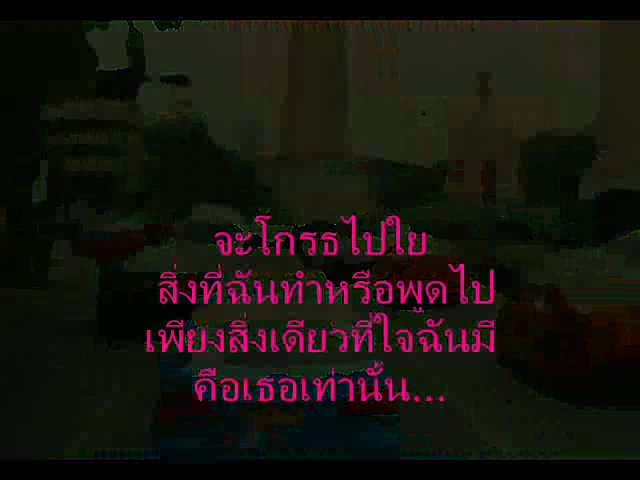 จะโกรธไปใย
สิ่งที่ฉันทำหรือพูดไป
เพียงสิ่งเดียวที่ใจฉันมี
คือเธอเท่านั้น...